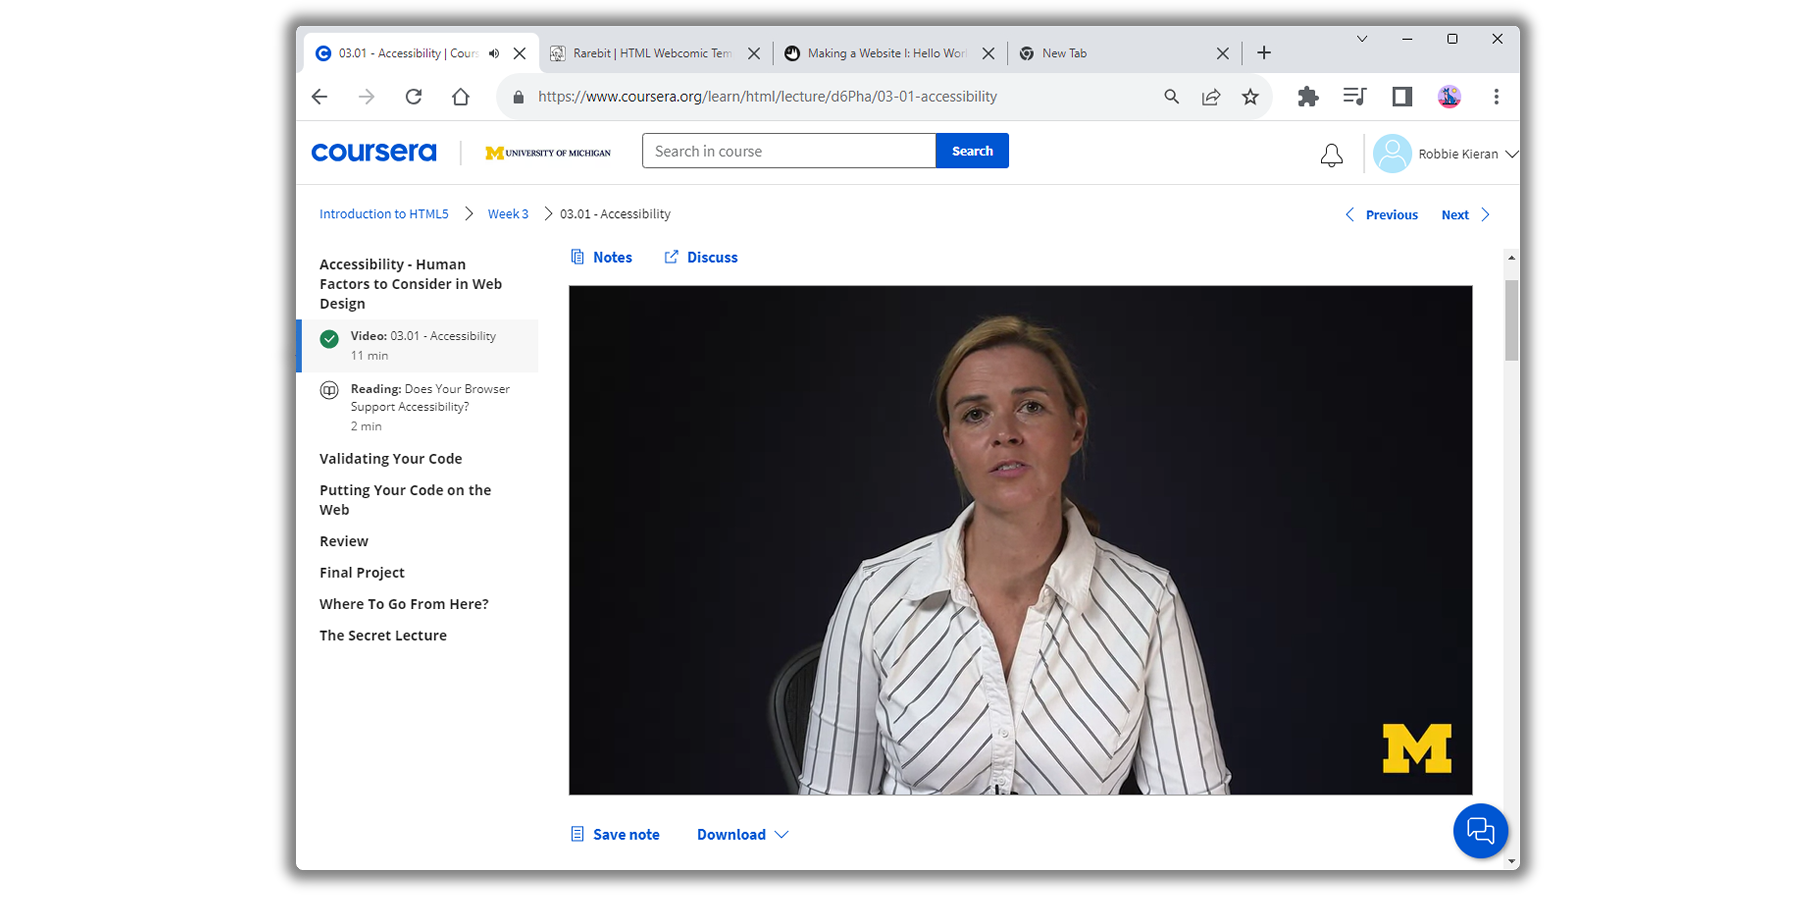 03.01 - Accessibility | Cours
Rarebit | HTML Webcomic Tem
Making a Website I: Hello Worl
New Tab
https://www.coursera.org/learn/html/lecture/d6Pha/03-01-accessibility
coursera
M UNIVERSITY OF MICHIGAN
Search in course
Search
Robbie Kieran
Introduction to HTML5
Week 3
03.01 - Accessibility
Previous
Next
Accessibility - Human
Factors to Consider in Web
Design
Video: 03.01 - Accessibility
11 min
Reading: Does Your Browser
Support Accessibility?
2 min
Validating Your Code
Putting Your Code on the
Web
Review
Final Project
Where To Go From Here?
The Secret Lecture
Notes
Discuss
M
Save note
Download